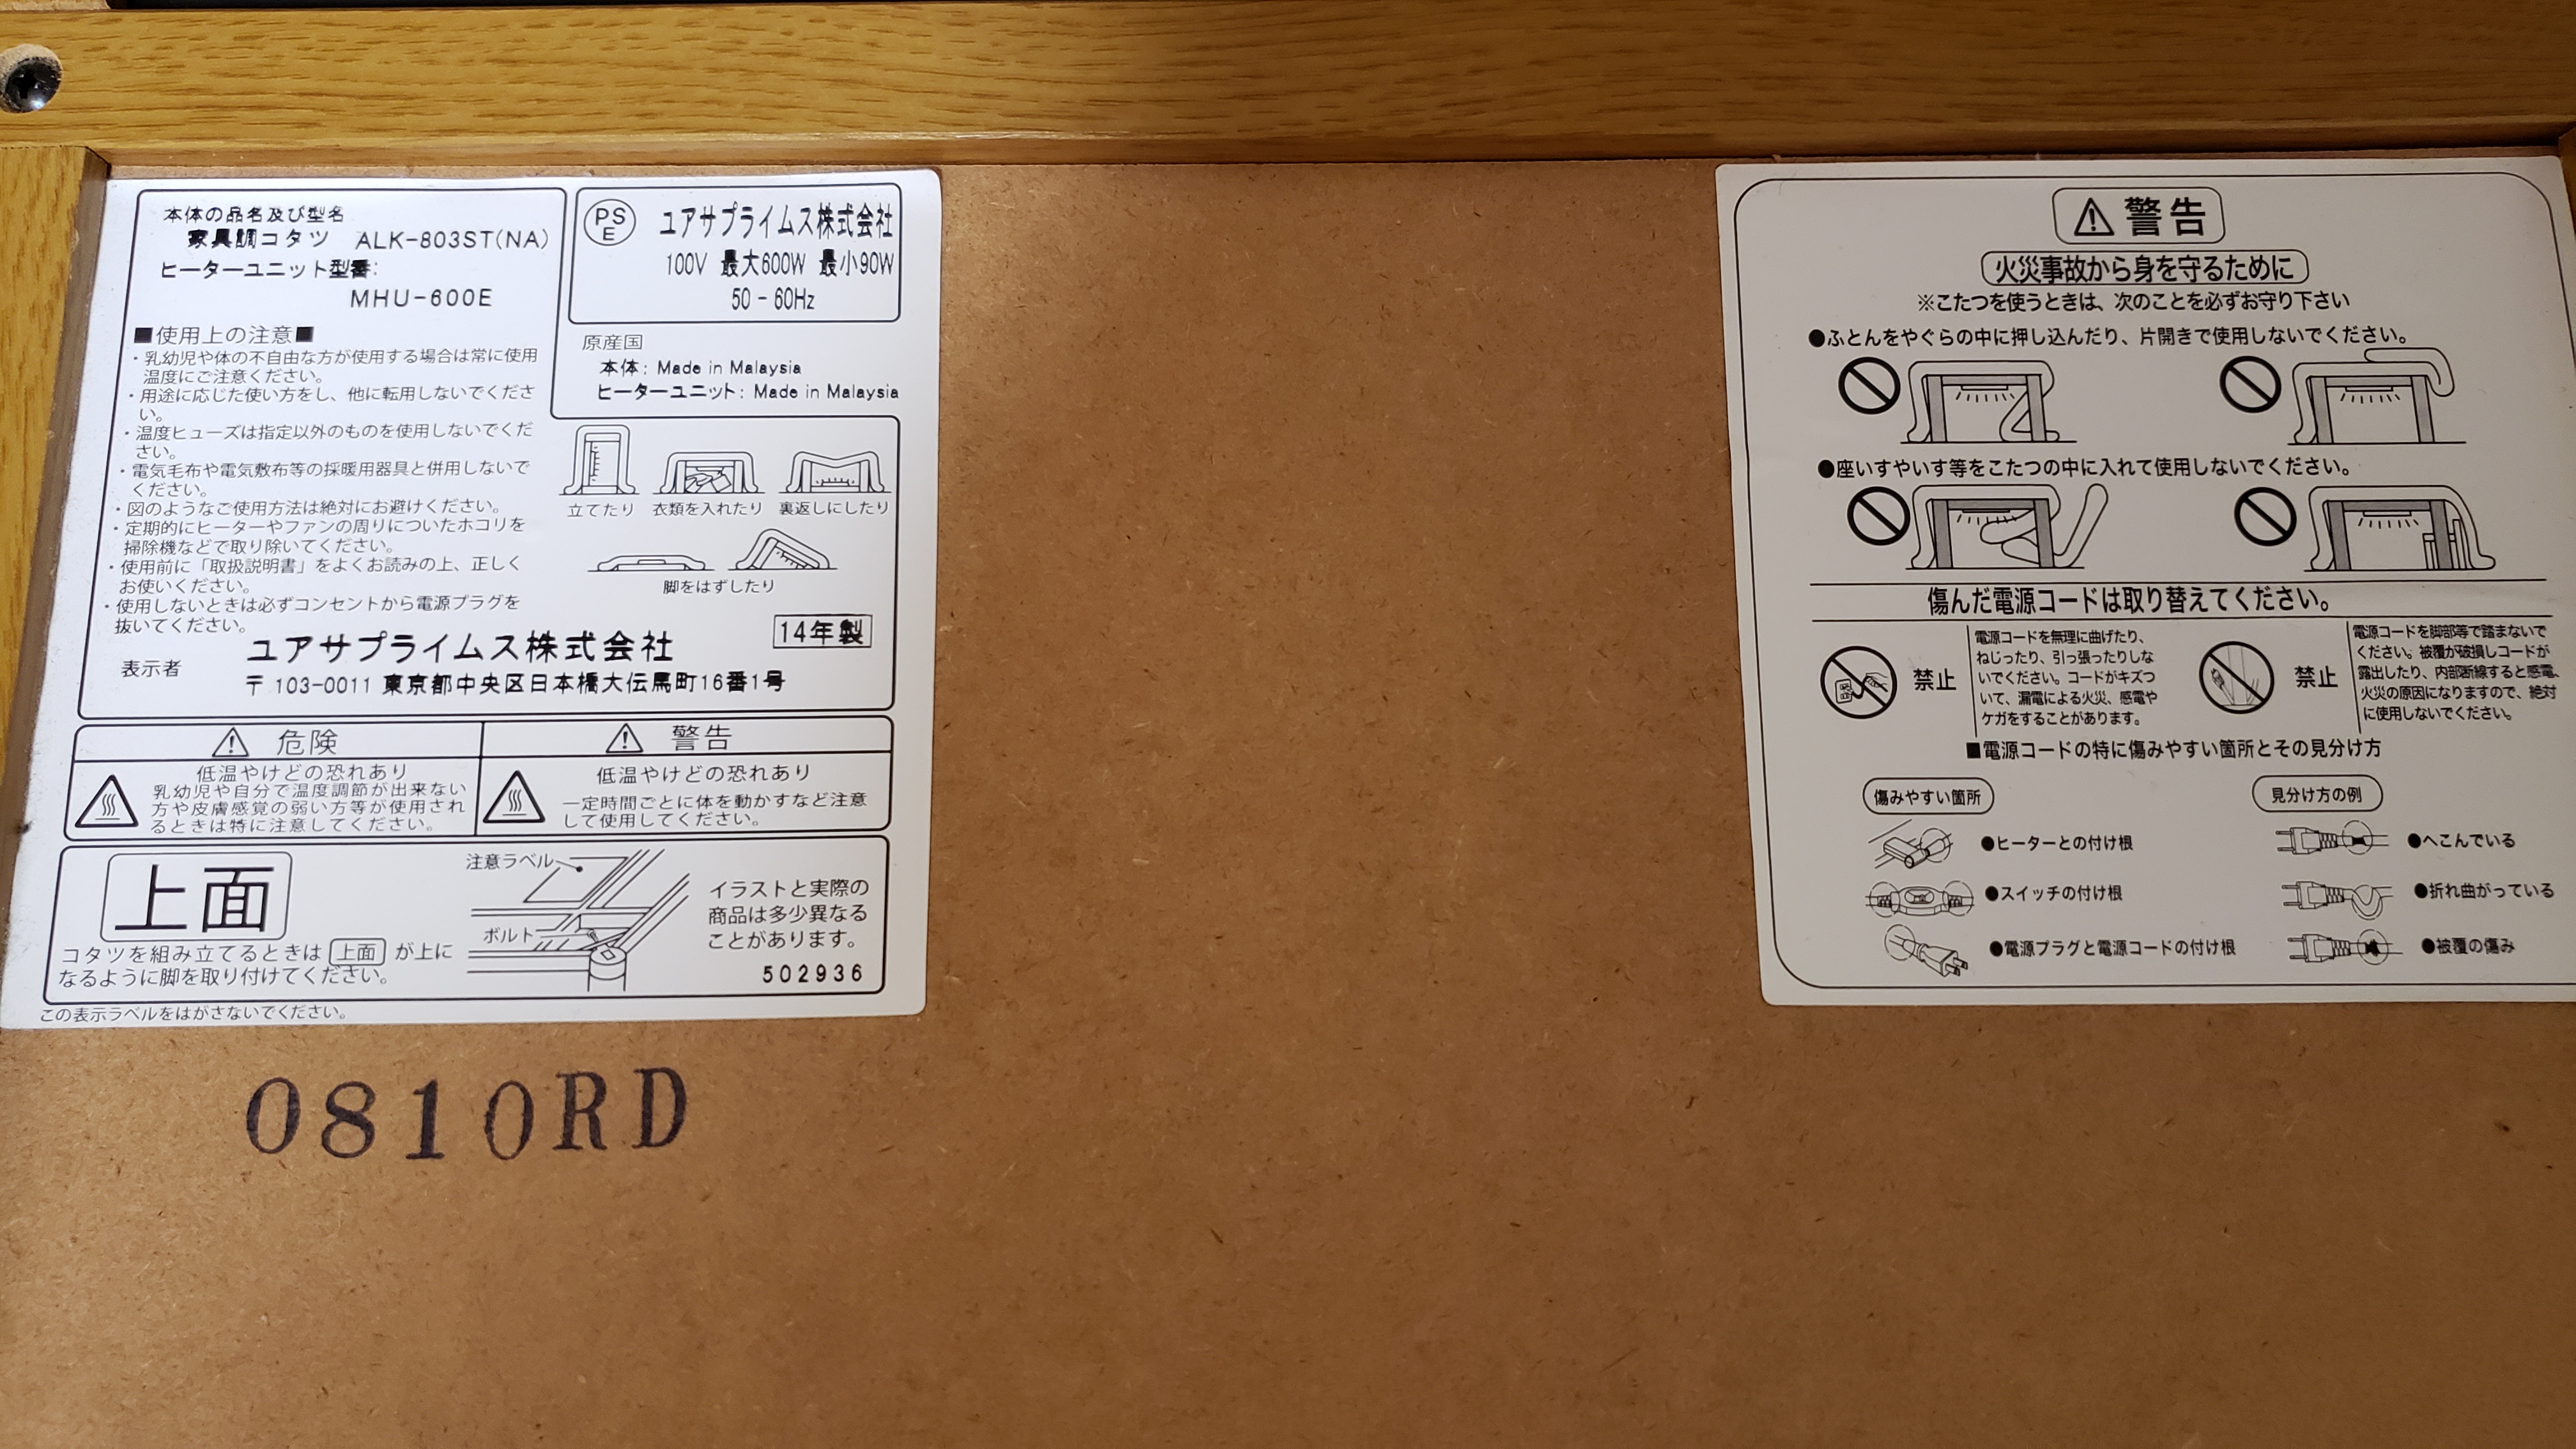 本体の品名及び型名
家具調コタツ ALK-803ST(NA)
ヒーターユニット型番:
MHU-600E
PSE
ユアサプライムス株式会社
100V 最大600W 最小90W
50 - 60Hz
原産国
本体: Made in Malaysia
ヒーターユニット: Made in Malaysia
■使用上の注意■
・乳幼児や体の不自由な方が使用する場合は常に使用
温度にご注意ください。
・用途に応じた使い方をし、他に転用しないでくださ
い。
・温度ヒューズは指定以外のものを使用しないでくだ
さい。
・電気毛布や電気敷布等の採暖用器具と併用しないで
ください。
・図のようなご使用方法は絶対にお避けください。
・定期的にヒーターやファンの周りについたホコリを
掃除機などで取り除いてください。
・使用前に「取扱説明書」をよくお読みの上、正しく
お使いください。
・使用しないときは必ずコンセントから電源プラグを
抜いてください。
立てたり 衣類を入れたり 裏返しにしたり
脚をはずしたり
14年製
表示者
ユアサプライムス株式会社
〒103-0011 東京都中央区日本橋大伝馬町16番1号
危険
低温やけどの恐れあり
乳幼児や自分で温度調節が出来ない
方や皮膚感覚の弱い方等が使用され
るときは特に注意してください。
警告
低温やけどの恐れあり
一定時間ごとに体を動かすなど注意
して使用してください。
上面
コタツを組み立てるときは 上面 が上に
なるように脚を取り付けてください。
注意ラベル
ボルト
イラストと実際の
商品は多少異なる
ことがあります。
502936
この表示ラベルをはがさないでください。
0810RD
警告
火災事故から身を守るために
※こたつを使うときは、次のことを必ずお守り下さい
●ふとんをやぐらの中に押し込んだり、片開きで使用しないでください。
●座いすやいす等をこたつの中に入れて使用しないでください。
傷んだ電源コードは取り替えてください。
禁止
電源コードを無理に曲げたり、
ねじったり、引っ張ったりしな
いでください。コードがキズつ
いて、漏電による火災、感電や
ケガをすることがあります。
禁止
電源コードを脚部等で踏まないで
ください。被覆が破損しコードが
露出したり、内部断線すると感電、
火災の原因になりますので、絶対
に使用しないでください。
■電源コードの特に傷みやすい箇所とその見分け方
傷みやすい箇所
●ヒーターとの付け根
●スイッチの付け根
●電源プラグと電源コードの付け根
見分け方の例
●へこんでいる
●折れ曲がっている
●被覆の傷み